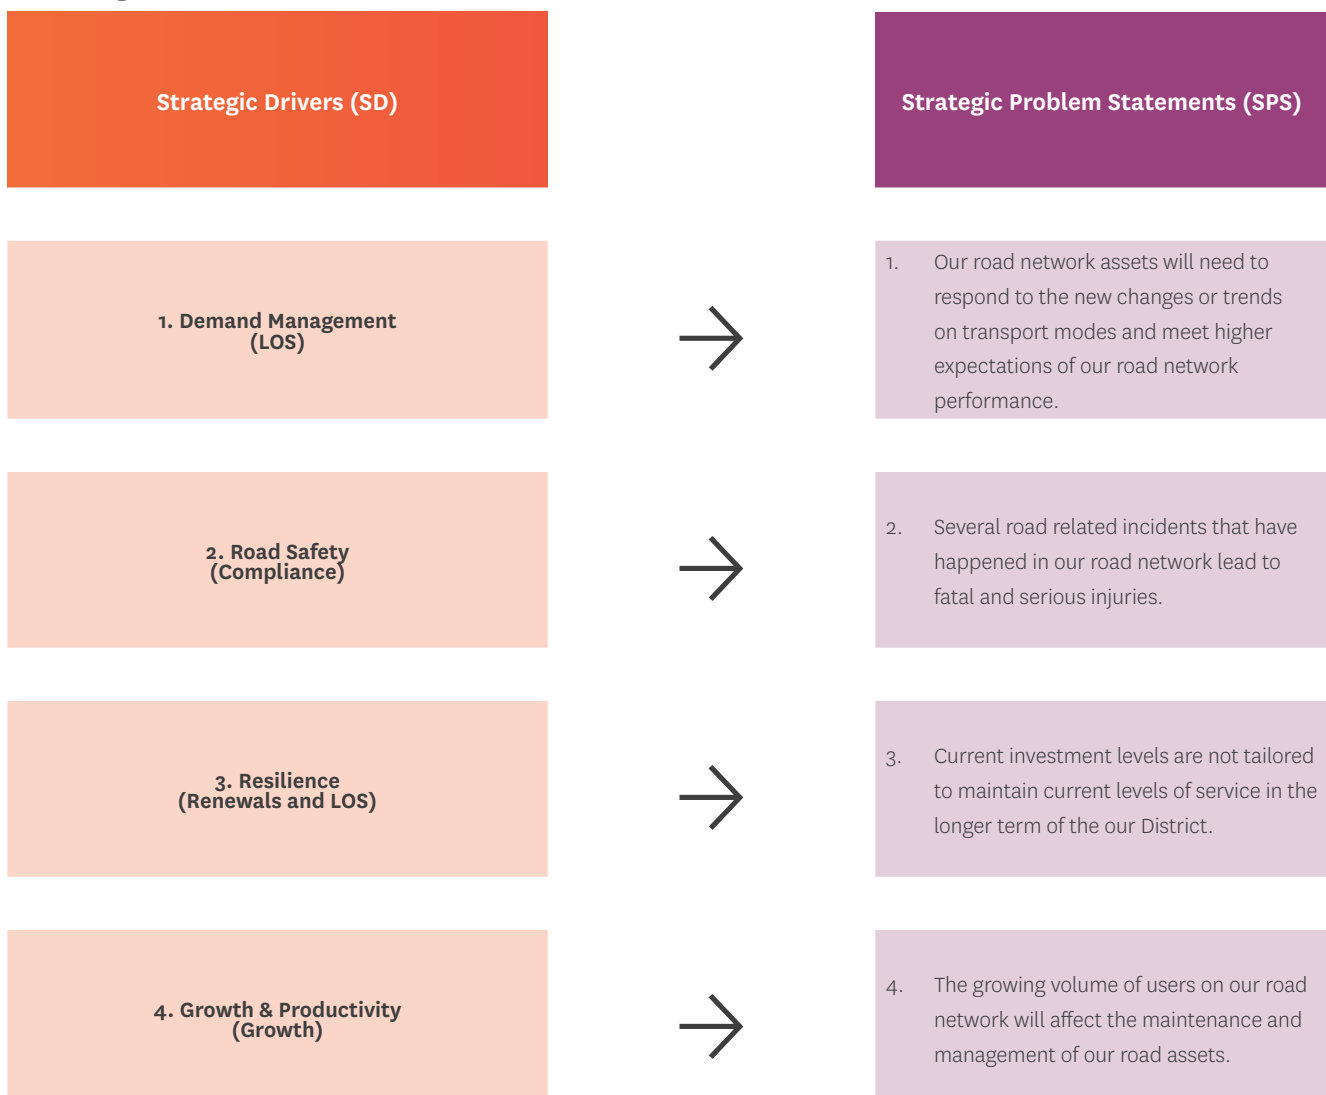 Strategic Drivers (SD)
Strategic Problem Statements (SPS)
1. Demand Management
(LOS)
1. Our road network assets will need to
respond to the new changes or trends
on transport modes and meet higher
expectations of our road network
performance.
2. Road Safety
(Compliance)
2. Several road related incidents that have
happened in our road network lead to
fatal and serious injuries.
3. Resilience
(Renewals and LOS)
3. Current investment levels are not tailored
to maintain current levels of service in the
longer term of the our District.
4. Growth & Productivity
(Growth)
4. The growing volume of users on our road
network will affect the maintenance and
management of our road assets.